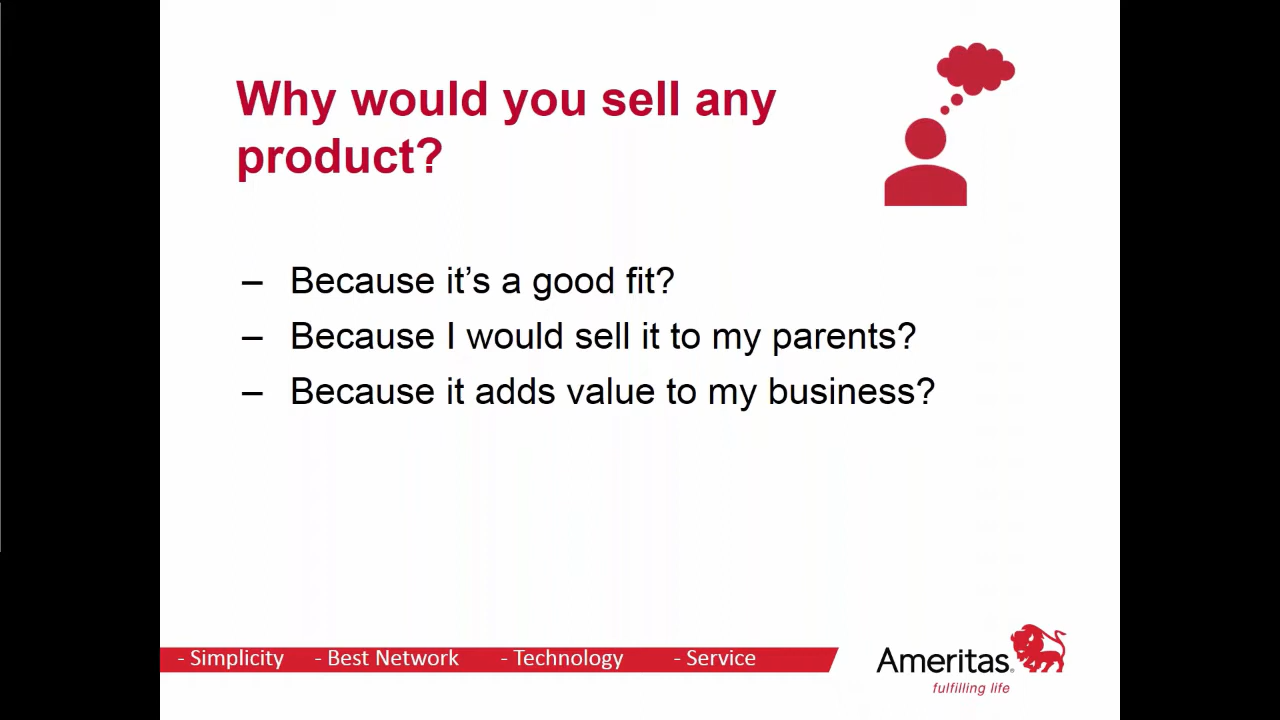 Why would you sell any
product?
– Because it’s a good fit?
– Because I would sell it to my parents?
– Because it adds value to my business?
- Simplicity - Best Network - Technology - Service
Ameritas®
fulfilling life